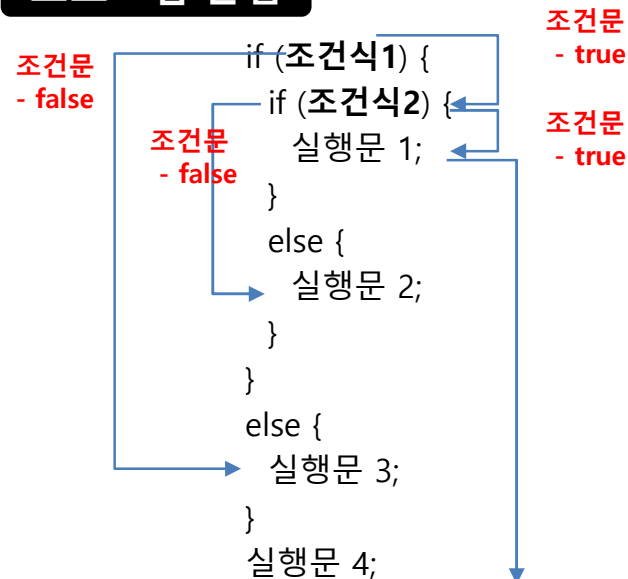 조건문
- true
조건문
- false
if (조건식1) {
if (조건식2) {
조건문
- true
조건문
- false
실행문 1;
}
else {
실행문 2;
}
}
else {
실행문 3;
}
실행문 4;